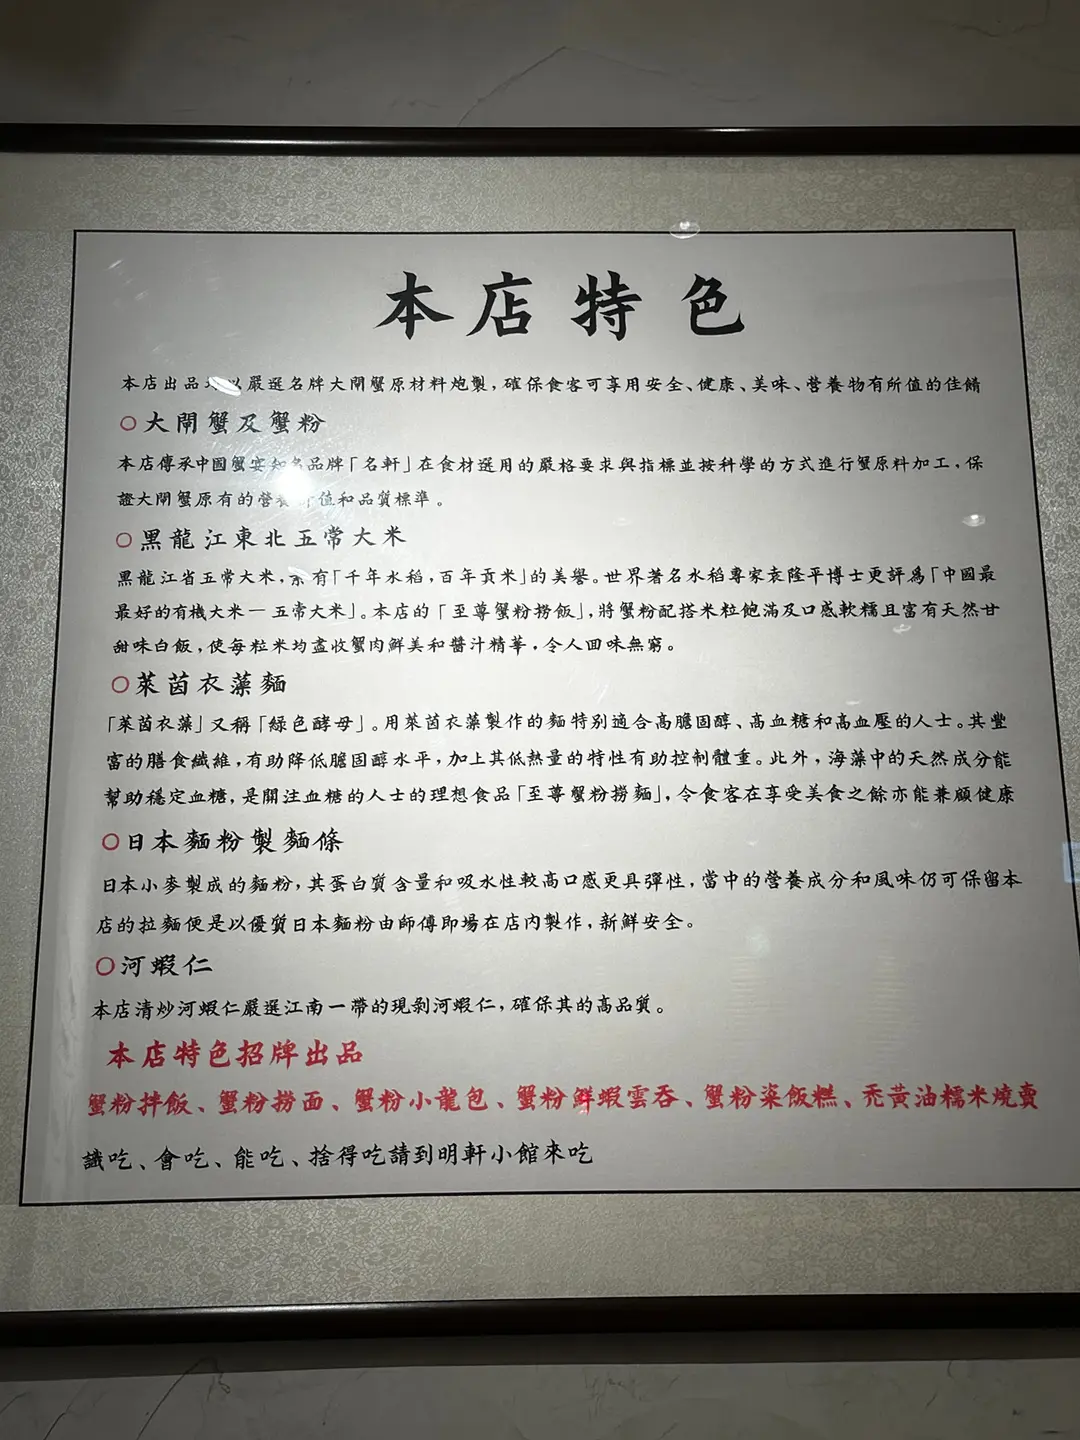 本店特色
本店出品 以嚴選名牌大閘蟹原材料炮製，確保食客可享用安全、健康、美味、營養物有所值的佳餚
○大閘蟹及蟹粉
本店傳承中國蟹宴知名品牌「名軒」在食材選用的嚴格要求與指標並按科學的方式進行蟹原料加工，保
證大閘蟹原有的營養 值和品質標準。
○黑龍江東北五常大米
黑龍江省五常大米，素有「千年水稻，百年貢米」的美譽。世界著名水稻專家袁隆平博士更評為「中國最
最好的有機大米—五常大米」。本店的「至尊蟹粉撈飯」，將蟹粉配搭米粒飽滿及口感軟糯且富有天然甘
甜味白飯，使每粒米均盡收蟹肉鮮美和醬汁精華，令人回味無窮。
○萊茵衣藻麵
「萊茵衣藻」又稱「綠色酵母」。用萊茵衣藻製作的麵特别適合高膽固醇、高血糖和高血壓的人士。其豐
富的膳食纖維，有助降低膽固醇水平，加上其低熱量的特性有助控制體重。此外，海藻中的天然成分能
幫助穩定血糖，是關注血糖的人士的理想食品「至尊蟹粉撈麵」，令食客在享受美食之餘亦能兼顧健康
○日本麵粉製麵條
日本小麥製成的麵粉，其蛋白質含量和吸水性較高口感更具彈性，當中的營養成分和風味仍可保留本
店的拉麵便是以優質日本麵粉由師傅即場在店內製作，新鮮安全。
○河蝦仁
本店清炒河蝦仁嚴選江南一帶的現剝河蝦仁，確保其的高品質。
本店特色招牌出品
蟹粉拌飯、蟹粉撈面、蟹粉小龍包、蟹粉鮮蝦雲吞、蟹粉粢飯糕、禿黃油糯米燒賣
識吃、會吃、能吃、捨得吃請到明軒小館來吃